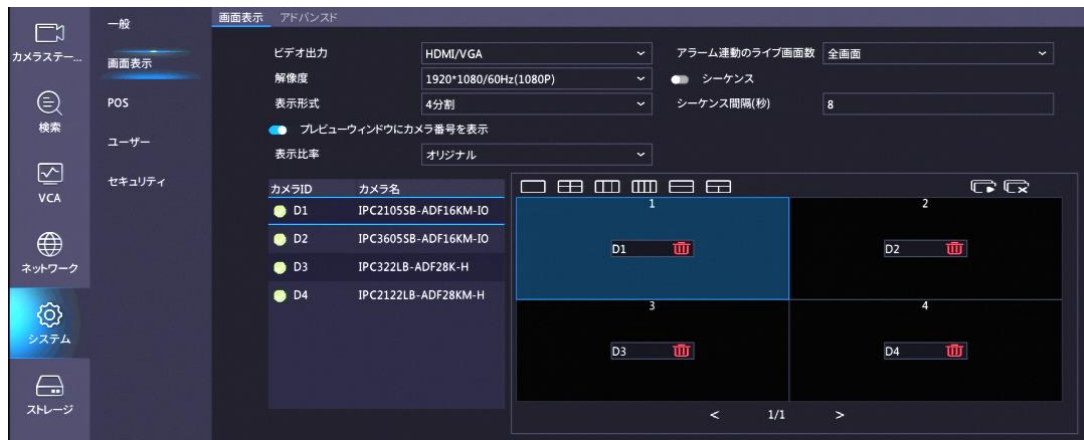 カメラステー...
検索
VCA
ネットワーク
システム
ストレージ
一般
画面表示
POS
ユーザー
セキュリティ
画面表示 アドバンスド
ビデオ出力 HDMI/VGA アラーム連動のライブ画面数 全画面
解像度 1920*1080/60Hz(1080P) シーケンス
表示形式 4分割 シーケンス間隔(秒) 8
プレビューウィンドウにカメラ番号を表示
表示比率 オリジナル
カメラID カメラ名
D1 IPC2105SB-ADF16KM-IO
D2 IPC3605SB-ADF16KM-IO
D3 IPC322LB-ADF28K-H
D4 IPC2122LB-ADF28KM-H
1 2
D1 D2
3 4
D3 D4
< 1/1 >